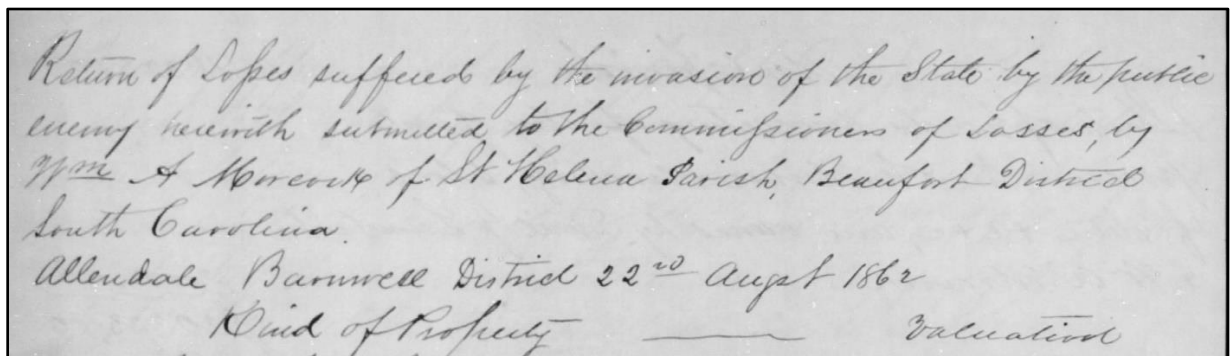 Return of Losses suffered by the invasion of the State by the public
enemy herewith submitted to the Commissioners of Losses, by
Wm A Morcock of St Helena Parish, Beaufort District
South Carolina.
Allendale Barnwell District 22nd Augst 1862
Kind of Property —— Valuation